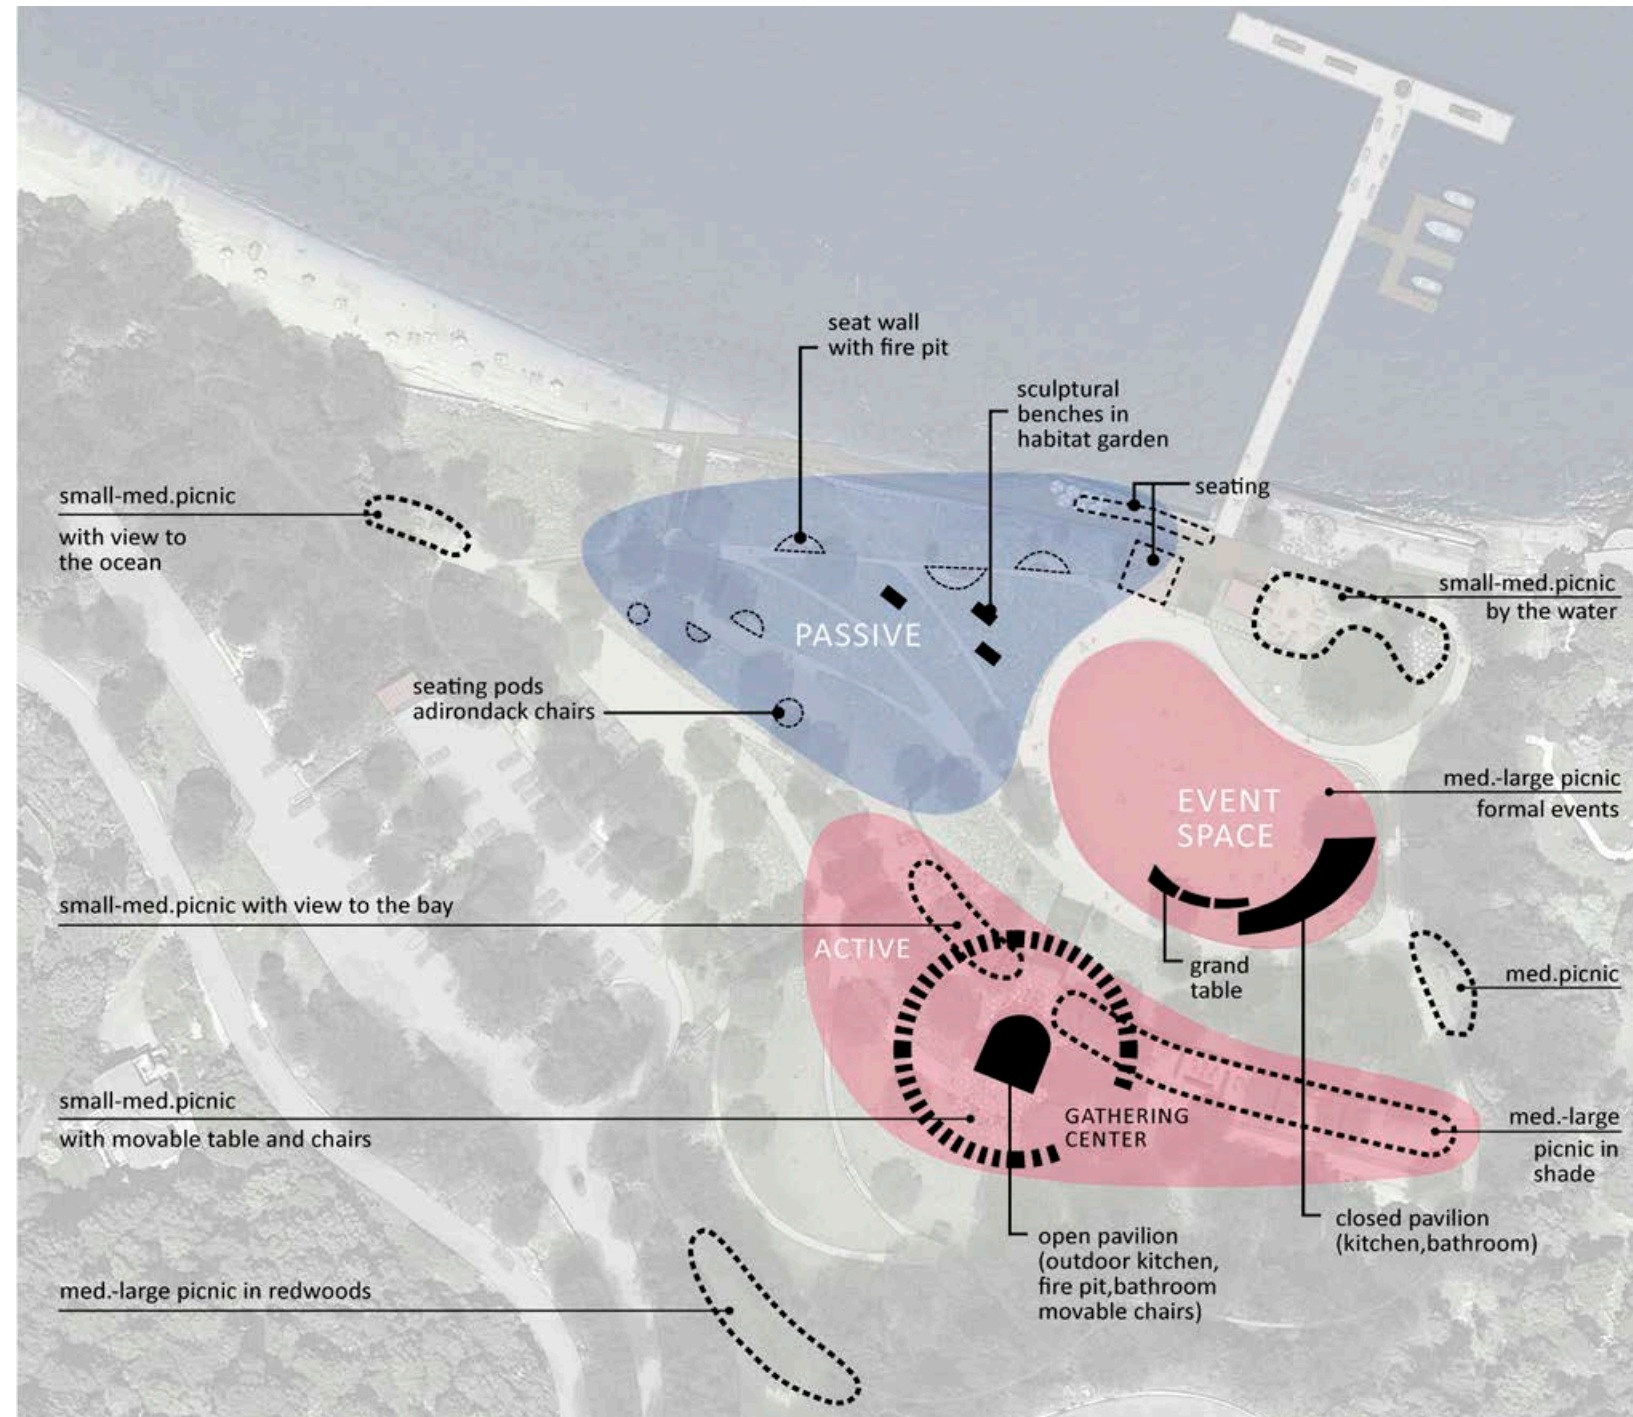 seat wall
with fire pit
sculptural
benches in
habitat garden
seating
small-med.picnic
with view to
the ocean
small-med.picnic
by the water
PASSIVE
seating pods
adirondack chairs
med.-large picnic
formal events
EVENT
SPACE
small-med.picnic with view to the bay
ACTIVE
grand
table
med.picnic
small-med.picnic
with movable table and chairs
GATHERING
CENTER
med.-large
picnic in
shade
closed pavilion
(kitchen,bathroom)
open pavilion
(outdoor kitchen,
fire pit,bathroom
movable chairs)
med.-large picnic in redwoods